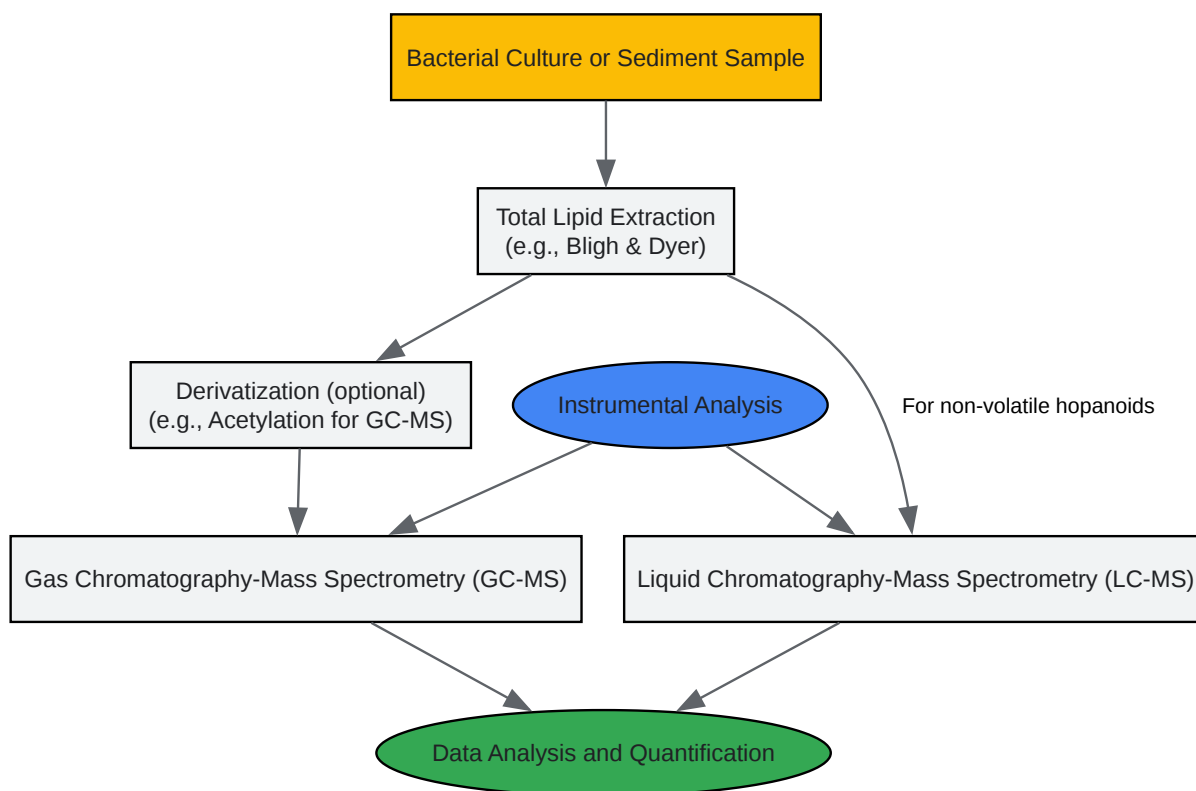 Bacterial Culture or Sediment Sample
Total Lipid Extraction
(e.g., Bligh & Dyer)
Derivatization (optional)
(e.g., Acetylation for GC-MS)
Instrumental Analysis
For non-volatile hopanoids
Gas Chromatography-Mass Spectrometry (GC-MS)
Liquid Chromatography-Mass Spectrometry (LC-MS)
Data Analysis and Quantification